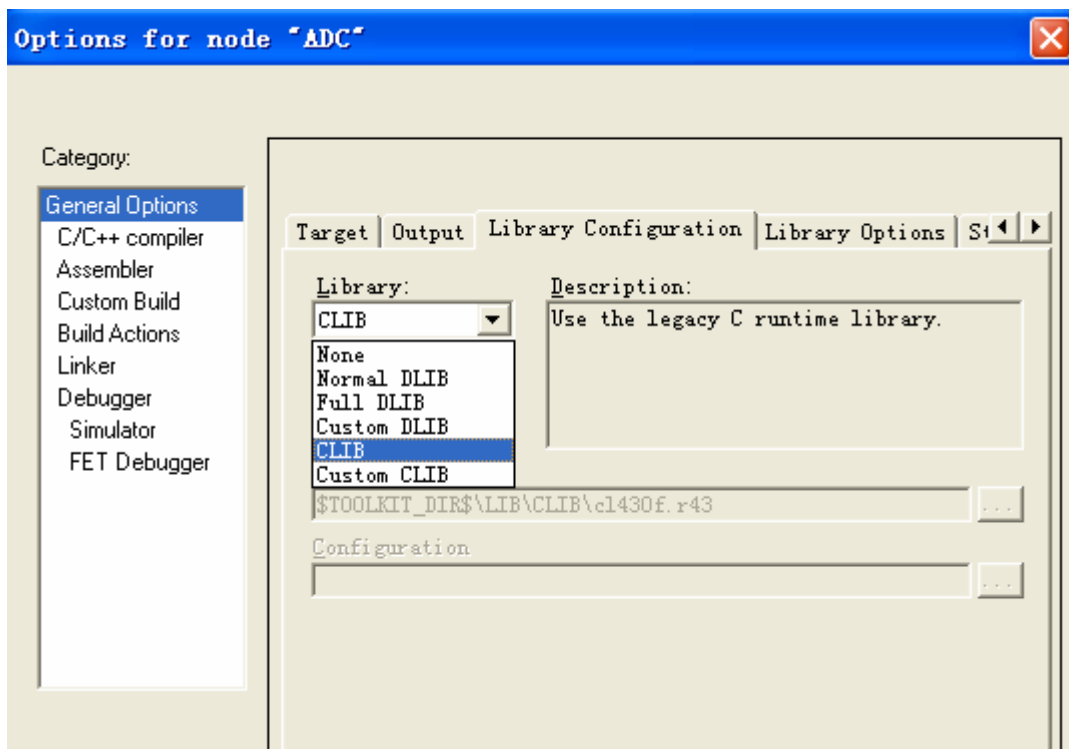 Options for node "ADC"
Category:
General Options
C/C++ compiler
Assembler
Custom Build
Build Actions
Linker
Debugger
Simulator
FET Debugger
Target Output Library Configuration Library Options St
Library:
CLIB
None
Normal DLIB
Full DLIB
Custom DLIB
CLIB
Custom CLIB
Description:
Use the legacy C runtime library.
$TOOLKIT_DIR$\LIB\CLIB\cl430f.r43
...
Configuration
...